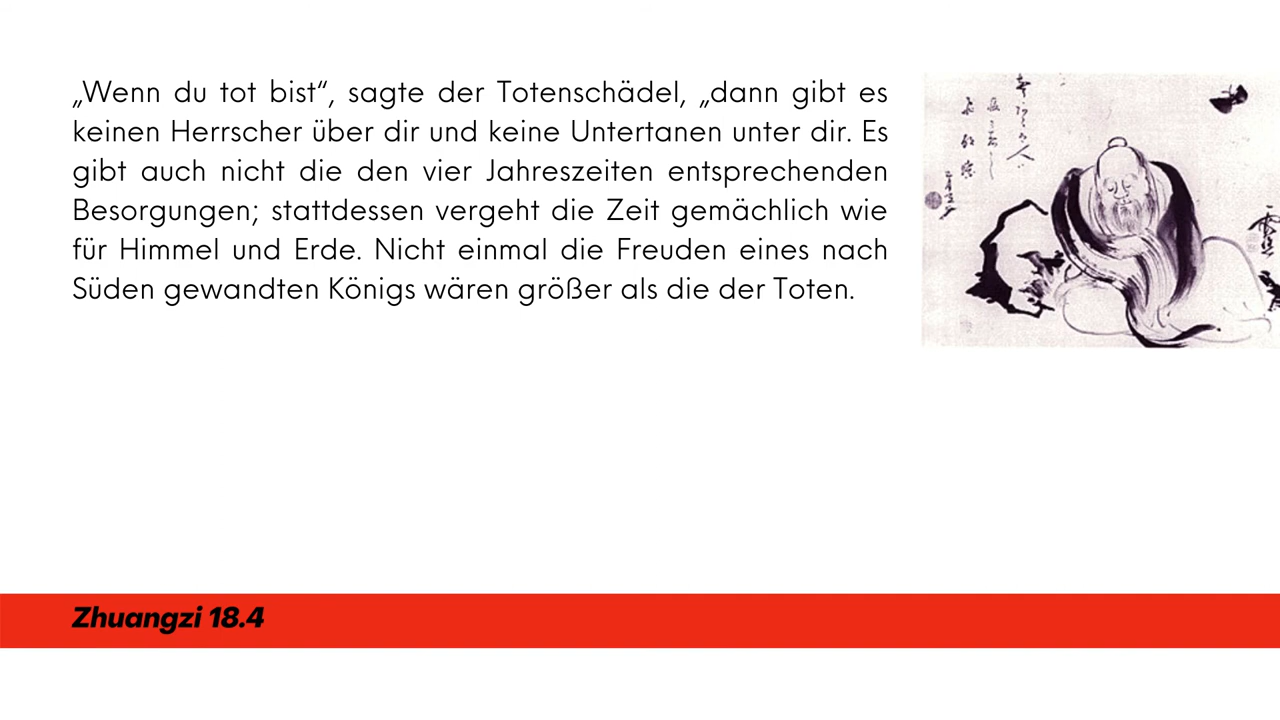 „Wenn du tot bist“, sagte der Totenschädel, „dann gibt es
keinen Herrscher über dir und keine Untertanen unter dir. Es
gibt auch nicht die den vier Jahreszeiten entsprechenden
Besorgungen; stattdessen vergeht die Zeit gemächlich wie
für Himmel und Erde. Nicht einmal die Freuden eines nach
Süden gewandten Königs wären größer als die der Toten.
Zhuangzi 18.4